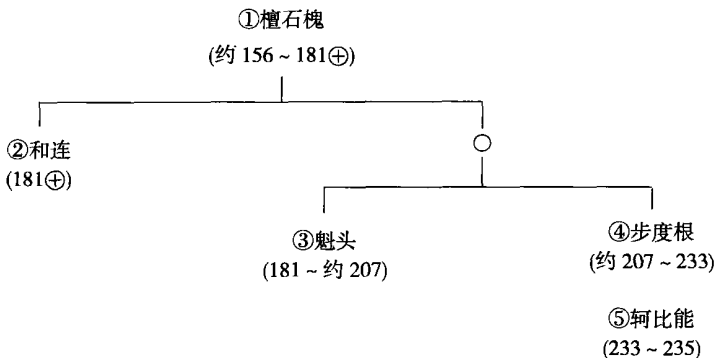 ①檀石槐
(约 156 ~ 181⊕)
②和连
(181⊕)
③魁头
(181 ~ 约 207)
④步度根
(约 207 ~ 233)
⑤轲比能
(233 ~ 235)